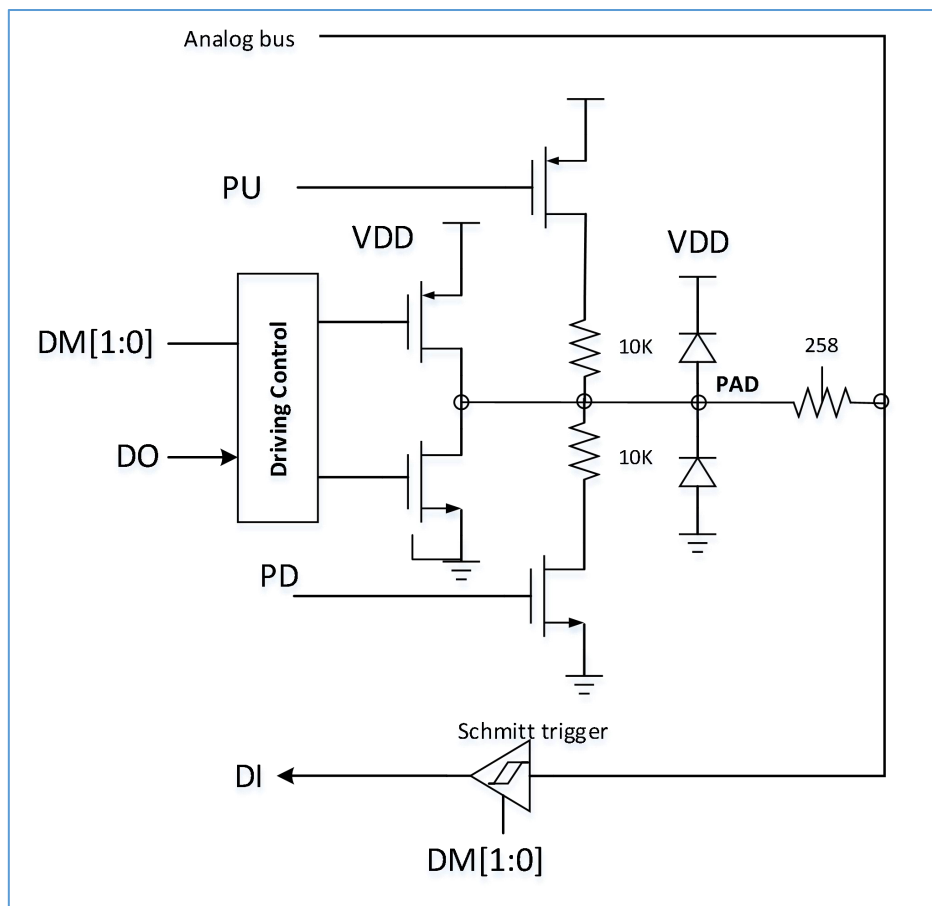 Analog bus
PU
VDD
VDD
DM[1:0]
Driving Control
10K
258
PAD
DO
10K
PD
Schmitt trigger
DI
DM[1:0]